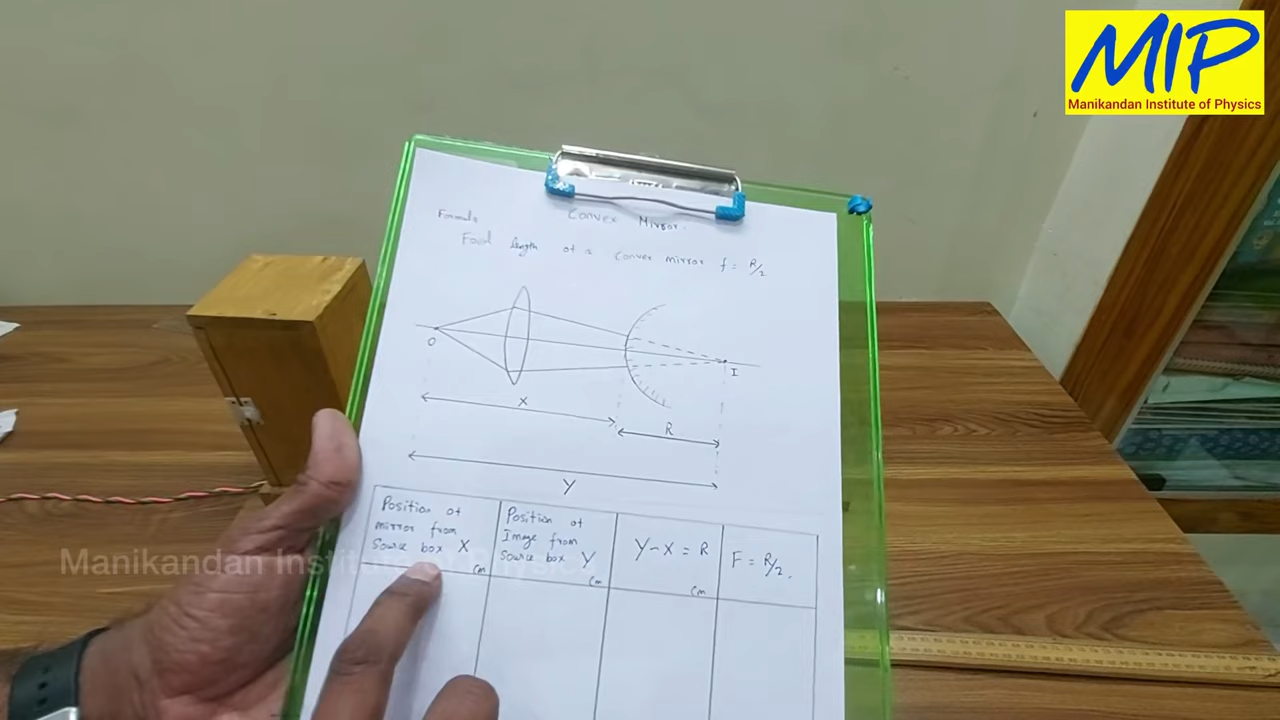 MIP
Manikandan Institute of Physics
Convex Mirror.
Formula
Focal length of a convex mirror f = R/2
O
I
X
R
Y
Position of
mirror from
Source box X
cm
Position of
Image from
Source box Y
cm
Y-X = R
cm
F = R/2.
Manikandan Institute of Physics